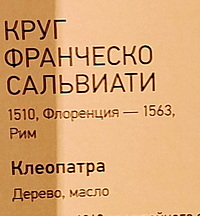 КРУГ
ФРАНЧЕСКО
САЛЬВИАТИ
1510, Флоренция — 1563,
Рим
Клеопатра
Дерево, масло